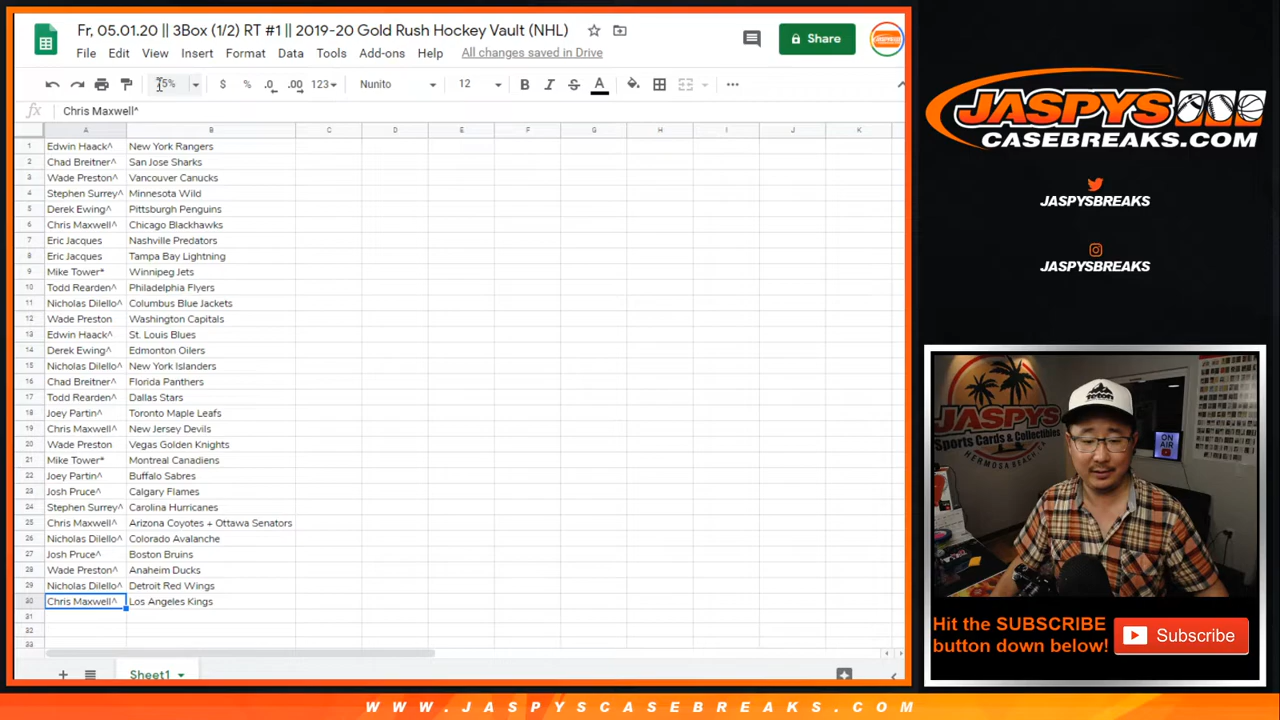 Fr, 05.01.20 || 3Box (1/2) RT #1 || 2019-20 Gold Rush Hockey Vault (NHL)
File Edit View Insert Format Data Tools Add-ons Help All changes saved in Drive
Share
$ % .0 .00 123 Nunito 12 B I S A
fx Chris Maxwell^
A B C D E F G H I J K
1 Edwin Haack^ New York Rangers
2 Chad Breitner^ San Jose Sharks
3 Wade Preston^ Vancouver Canucks
4 Stephen Surrey^ Minnesota Wild
5 Derek Ewing^ Pittsburgh Penguins
6 Chris Maxwell^ Chicago Blackhawks
7 Eric Jacques Nashville Predators
8 Eric Jacques Tampa Bay Lightning
9 Mike Tower* Winnipeg Jets
10 Todd Rearden^ Philadelphia Flyers
11 Nicholas Dilello^ Columbus Blue Jackets
12 Wade Preston Washington Capitals
13 Edwin Haack^ St. Louis Blues
14 Derek Ewing^ Edmonton Oilers
15 Nicholas Dilello^ New York Islanders
16 Chad Breitner^ Florida Panthers
17 Todd Rearden^ Dallas Stars
18 Joey Partin^ Toronto Maple Leafs
19 Chris Maxwell^ New Jersey Devils
20 Wade Preston Vegas Golden Knights
21 Mike Tower* Montreal Canadiens
22 Joey Partin^ Buffalo Sabres
23 Josh Pruce^ Calgary Flames
24 Stephen Surrey^ Carolina Hurricanes
25 Chris Maxwell^ Arizona Coyotes + Ottawa Senators
26 Nicholas Dilello^ Colorado Avalanche
27 Josh Pruce^ Boston Bruins
28 Wade Preston^ Anaheim Ducks
29 Nicholas Dilello^ Detroit Red Wings
30 Chris Maxwell^ Los Angeles Kings
31
32
33
Sheet1
JASPYS
CASEBREAKS.COM
JASPYSBREAKS
JASPYSBREAKS
JASPYS
Sports Cards & Collectibles
HERMOSA BEACH
ON
AIR
Hit the SUBSCRIBE
button down below!
Subscribe
WWW.JASPYSCASEBREAKS.COM